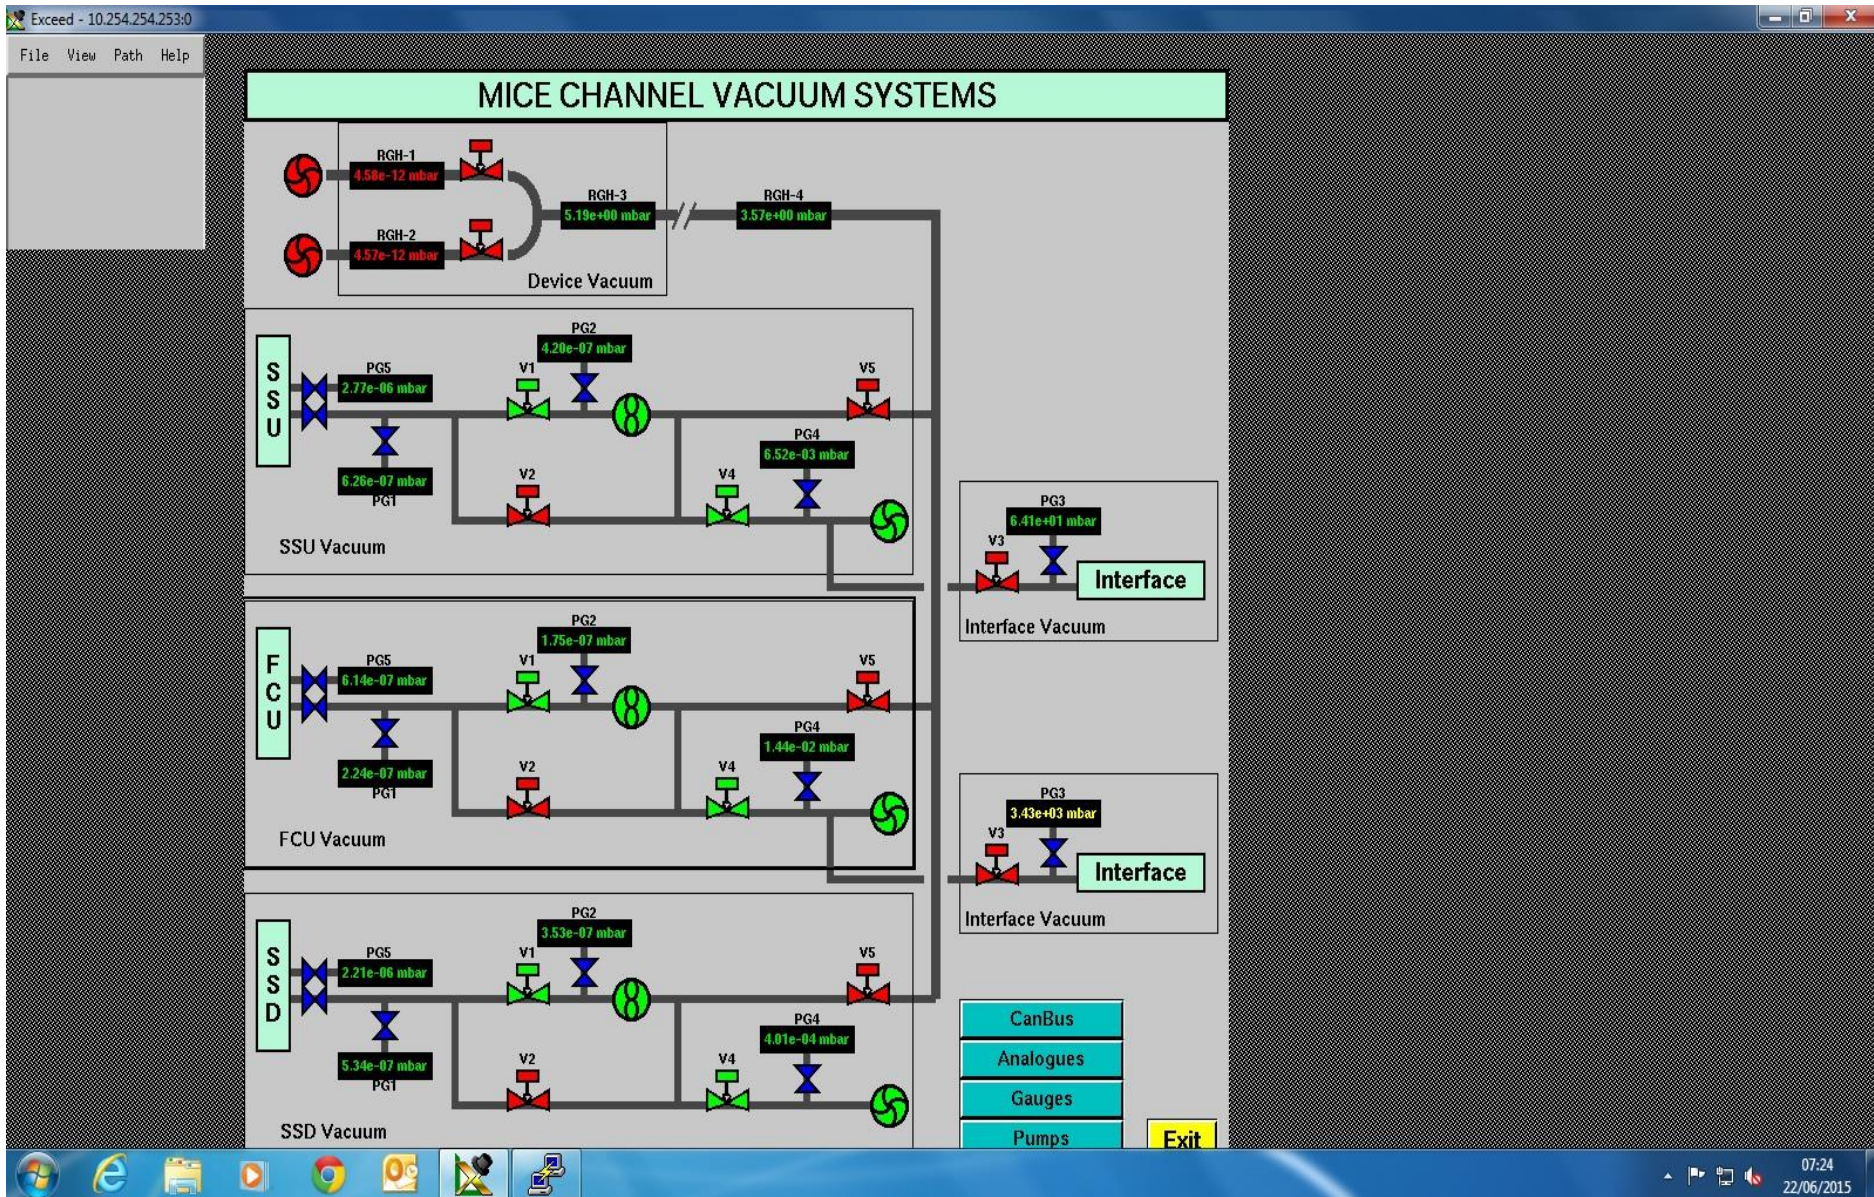 Exceed - 10.254.254.253:0
File View Path Help
MICE CHANNEL VACUUM SYSTEMS
RGH-1
4.58e-12 mbar
RGH-3
5.19e+00 mbar
RGH-4
3.57e+00 mbar
RGH-2
4.57e-12 mbar
Device Vacuum
SSU
PG5
2.77e-06 mbar
V1
PG2
4.20e-07 mbar
V5
6.26e-07 mbar
PG1
V2
V4
PG4
6.52e-03 mbar
SSU Vacuum
PG3
6.41e+01 mbar
V3
Interface
Interface Vacuum
FCU
PG5
6.14e-07 mbar
V1
PG2
1.75e-07 mbar
V5
2.24e-07 mbar
PG1
V2
V4
PG4
1.44e-02 mbar
FCU Vacuum
PG3
3.43e+03 mbar
V3
Interface
Interface Vacuum
SSD
PG5
2.21e-06 mbar
V1
PG2
3.53e-07 mbar
V5
5.34e-07 mbar
PG1
V2
V4
PG4
4.01e-04 mbar
SSD Vacuum
CanBus
Analogues
Gauges
Pumps
Exit
07:24
22/06/2015